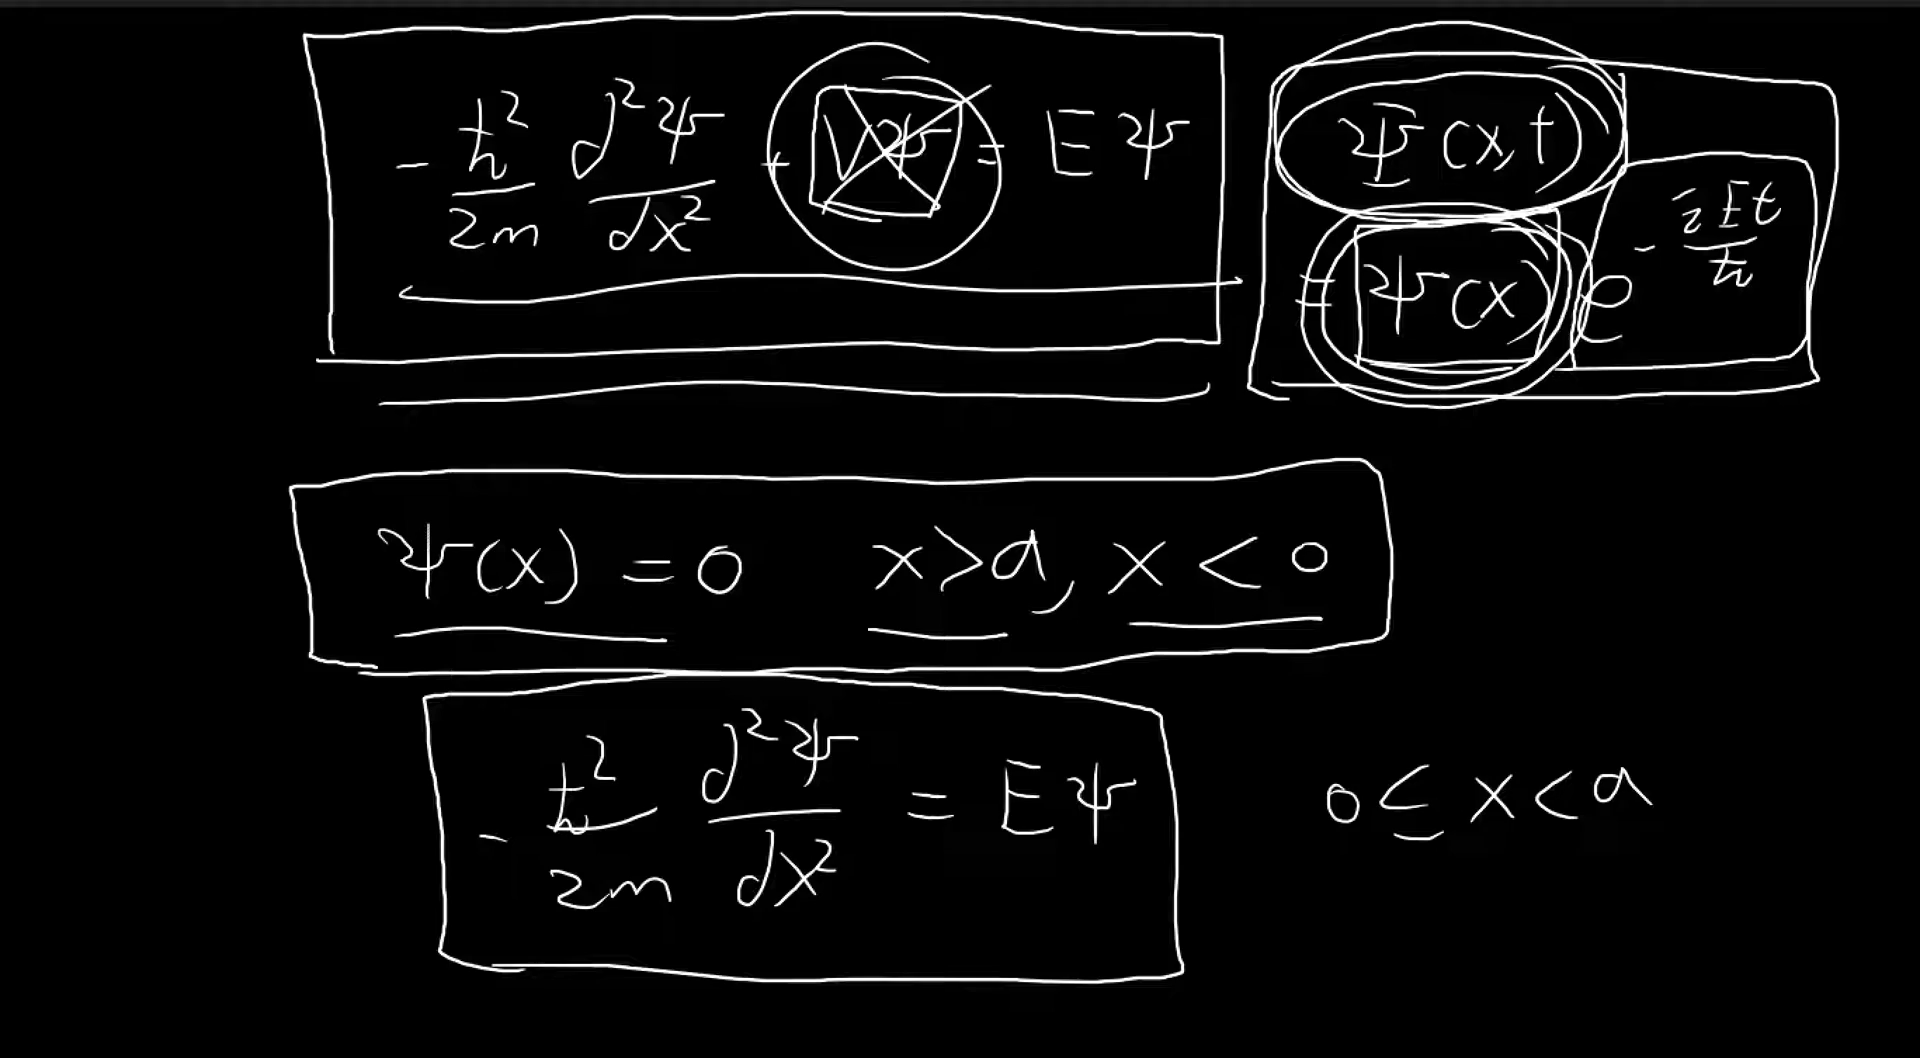 -ħ²/2m d²ψ/dx² + Vψ = Eψ
Ψ(x,t)
= ψ(x) e^(-iEt/ħ)
ψ(x) = 0 x>a, x<0
-ħ²/2m d²ψ/dx² = Eψ 0≤x<a